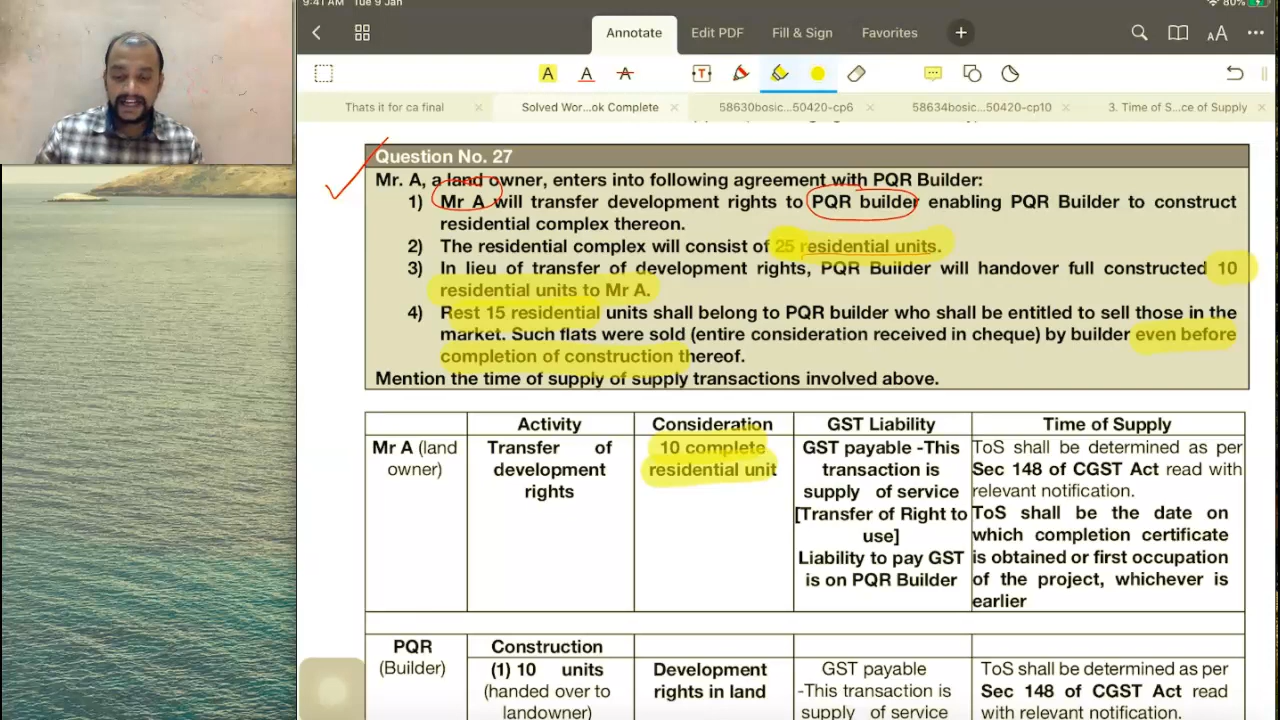 9:41 AM Tue 9 Jan
80%
Annotate
Edit PDF
Fill & Sign
Favorites
Thats it for ca final
Solved Wor...ok Complete
58630bosic...50420-cp6
58634bosic...50420-cp10
3. Time of S...ce of Supply
Question No. 27
Mr. A, a land owner, enters into following agreement with PQR Builder:
1) Mr A will transfer development rights to PQR builder enabling PQR Builder to construct
residential complex thereon.
2) The residential complex will consist of 25 residential units.
3) In lieu of transfer of development rights, PQR Builder will handover full constructed 10
residential units to Mr A.
4) Rest 15 residential units shall belong to PQR builder who shall be entitled to sell those in the
market. Such flats were sold (entire consideration received in cheque) by builder even before
completion of construction thereof.
Mention the time of supply of supply transactions involved above.
Activity
Consideration
GST Liability
Time of Supply
Mr A (land
owner)
Transfer of
development
rights
10 complete
residential unit
GST payable -This
transaction is
supply of service
[Transfer of Right to
use]
Liability to pay GST
is on PQR Builder
ToS shall be determined as per
Sec 148 of CGST Act read with
relevant notification.
ToS shall be the date on
which completion certificate
is obtained or first occupation
of the project, whichever is
earlier
PQR
(Builder)
Construction
(1) 10 units
(handed over to
landowner)
Development
rights in land
GST payable
-This transaction is
supply of service
ToS shall be determined as per
Sec 148 of CGST Act read
with relevant notification.